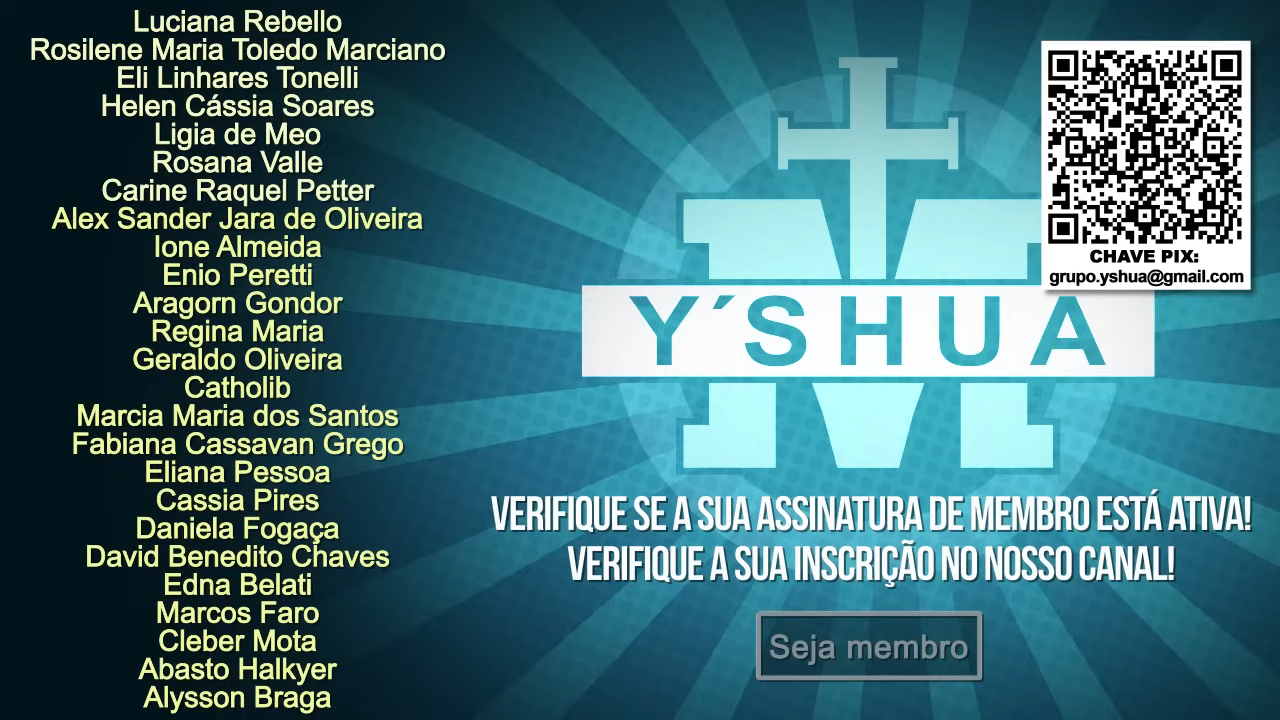 Luciana Rebello
Rosilene Maria Toledo Marciano
Eli Linhares Tonelli
Helen Cássia Soares
Ligia de Meo
Rosana Valle
Carine Raquel Petter
Alex Sander Jara de Oliveira
Ione Almeida
Enio Peretti
Aragorn Gondor
Regina Maria
Geraldo Oliveira
Catholib
Marcia Maria dos Santos
Fabiana Cassavan Grego
Eliana Pessoa
Cassia Pires
Daniela Fogaça
David Benedito Chaves
Edna Belati
Marcos Faro
Cleber Mota
Abasto Halkyer
Alysson Braga
CHAVE PIX:
grupo.yshua@gmail.com
M
Y´SHUA
VERIFIQUE SE A SUA ASSINATURA DE MEMBRO ESTÁ ATIVA!
VERIFIQUE A SUA INSCRIÇÃO NO NOSSO CANAL!
Seja membro